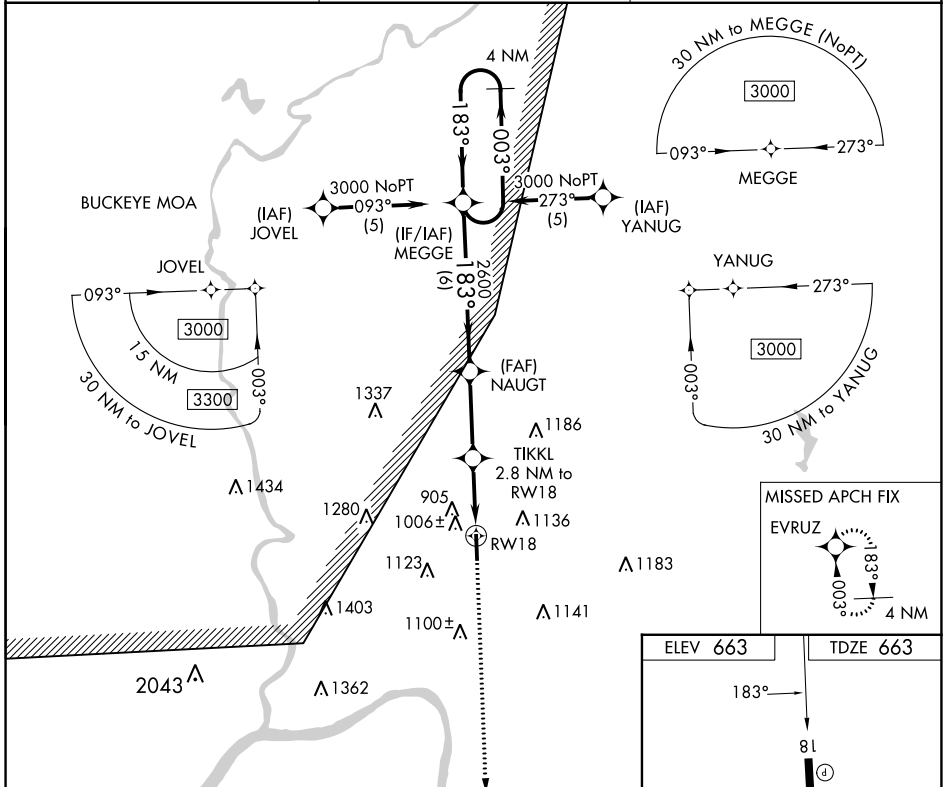 4 NM
30 NM to MEGGE (NoPT)
3000
093°
273°
MEGGE
183°
003°
BUCKEYE MOA
(IAF)
JOVEL
3000 NoPT
093°
(5)
(IF/IAF)
MEGGE
3000 NoPT
273°
(5)
(IAF)
YANUG
2600
183°
(6)
JOVEL
093°
3000
15 NM
3300
30 NM to JOVEL
003°
YANUG
273°
3000
003°
30 NM to YANUG
(FAF)
NAUGT
1337
1186
TIKKL
2.8 NM to
RW18
1434
1280
905
1006±
1136
RW18
1123
1183
1403
1100±
1141
2043
1362
MISSED APCH FIX
EVRUZ
183°
003°
4 NM
ELEV 663
TDZE 663
183°
18
P